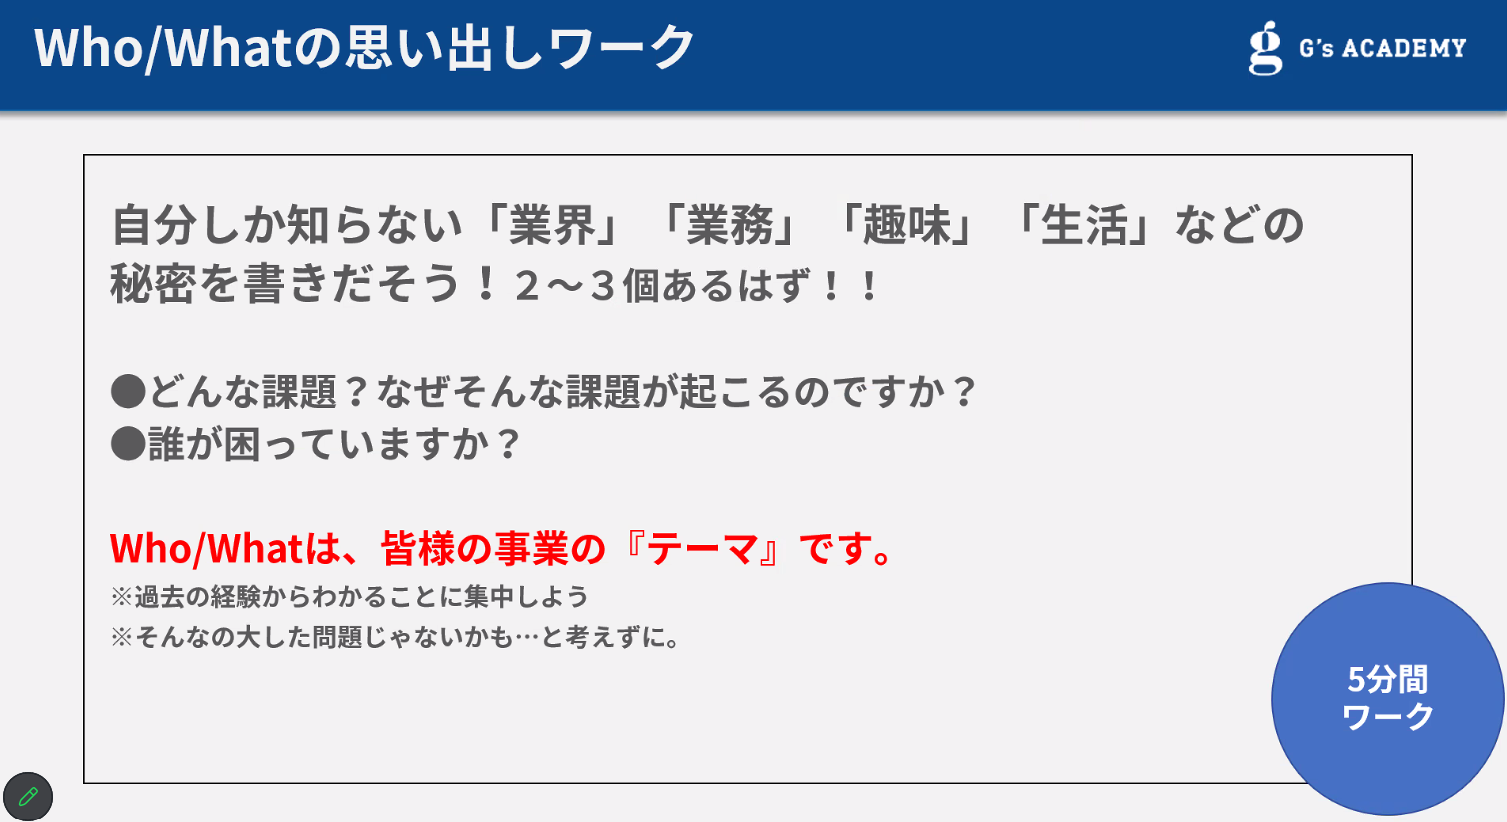 Who/Whatの思い出しワーク
G's ACADEMY
自分しか知らない「業界」「業務」「趣味」「生活」などの
秘密を書きだそう！２～３個あるはず！！
●どんな課題？なぜそんな課題が起こるのですか？
●誰が困っていますか？
Who/Whatは、皆様の事業の『テーマ』です。
※過去の経験からわかることに集中しよう
※そんなの大した問題じゃないかも…と考えずに。
5分間
ワーク